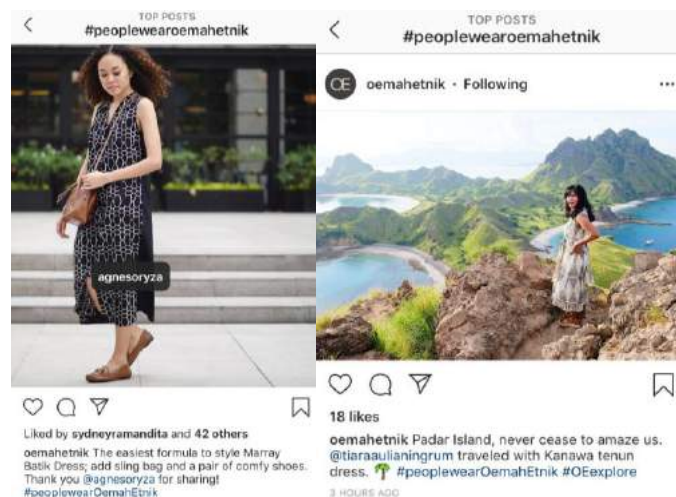 TOP POSTS
#peoplewearoemahetnik
agnesoryza
Liked by sydneyramandita and 42 others
oemahetnik The easiest formula to style Marray
Batik Dress; add sling bag and a pair of comfy shoes.
Thank you @agnesoryza for sharing!
#peoplewearOemahEtnik
TOP POSTS
#peoplewearoemahetnik
OE
oemahetnik · Following
18 likes
oemahetnik Padar Island, never cease to amaze us.
@tiaraaulianingrum traveled with Kanawa tenun
dress. 🌴 #peoplewearOemahEtnik #OEexplore
3 HOURS AGO